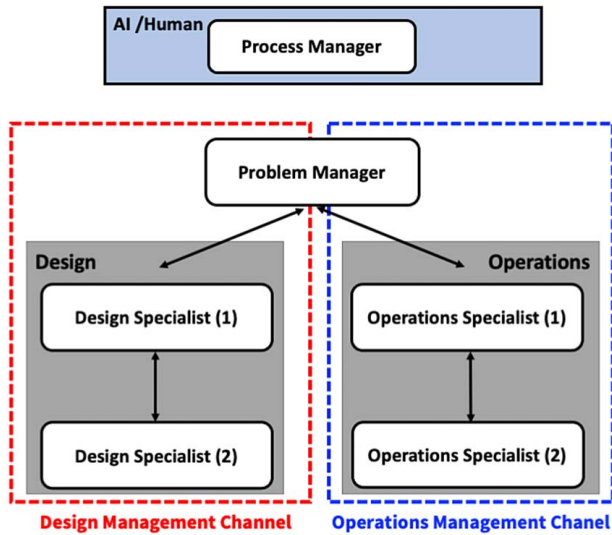 AI /Human
Process Manager
Problem Manager
Design
Operations
Design Specialist (1)
Operations Specialist (1)
Design Specialist (2)
Operations Specialist (2)
Design Management Channel
Operations Management Chanel